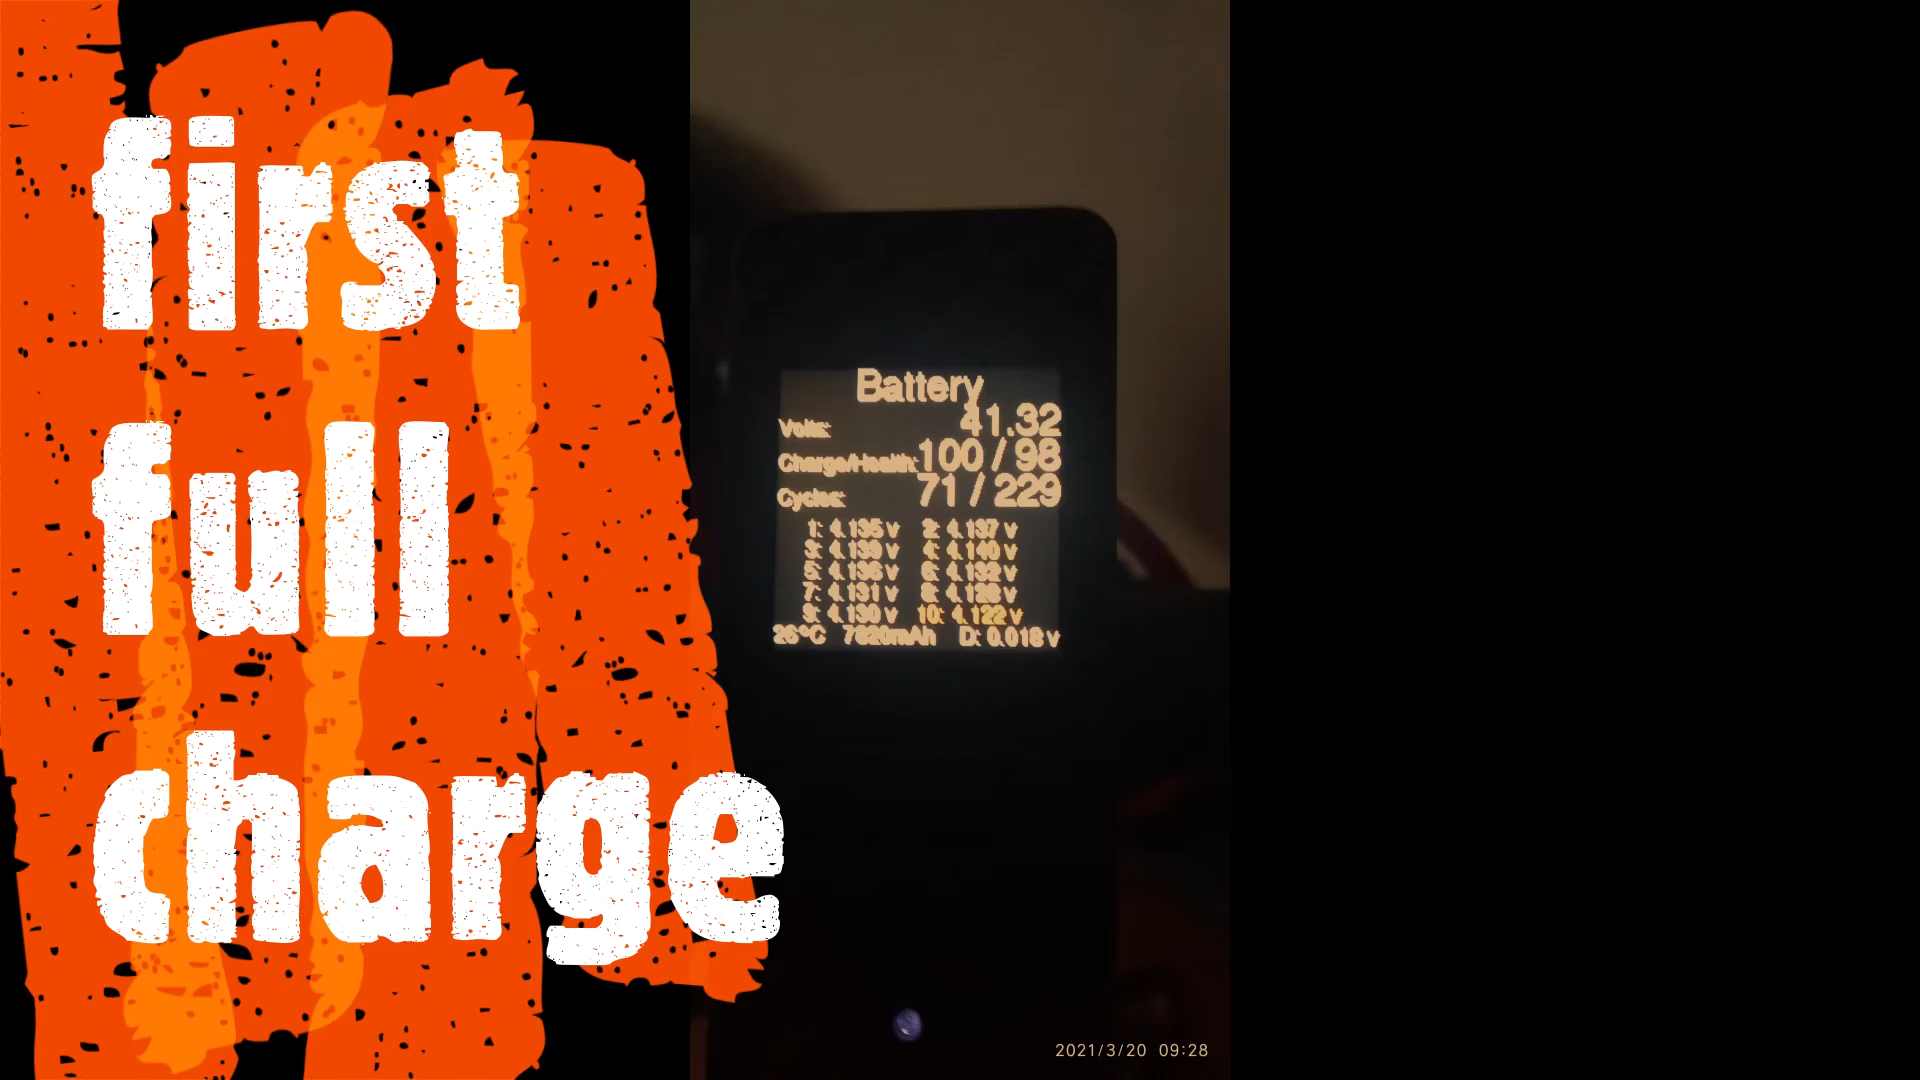 first
full
charge
Battery
Volts: 41.32
Charge/Health: 100 / 98
Cycles: 71 / 229
1: 4.135 v 2: 4.137 v
3: 4.139 v 4: 4.140 v
5: 4.136 v 6: 4.132 v
7: 4.131 v 8: 4.128 v
9: 4.130 v 10: 4.122 v
26°C 7820mAh D: 0.018 v
2021/3/20 09:28